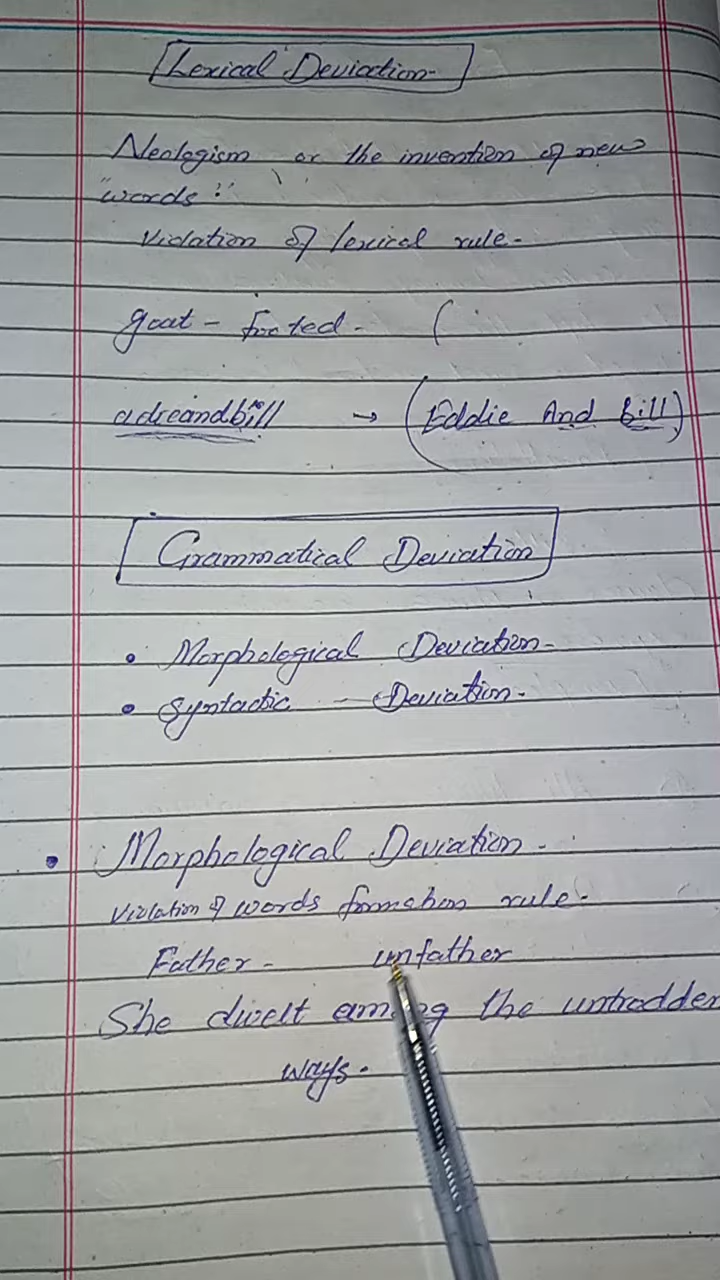 Lexical Deviation-
Neologism or the invention of new
"words"
Violation of lexical rule-
goat - footed- (
adieandbill → (Eddie And Bill)
Grammatical Deviation
• Morphological Deviation-
• Syntactic - Deviation-
• Morphological Deviation-
Violation of words formation rule-
Father- unfather
She dwelt among the untrodden
ways-